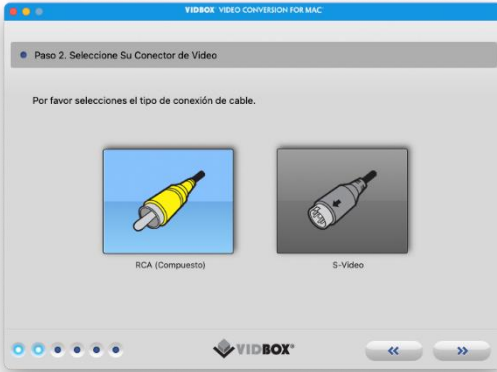 VIDBOX VIDEO CONVERSION FOR MAC
Paso 2. Seleccione Su Conector de Video
Por favor selecciones el tipo de conexión de cable.
RCA (Compuesto)
S-Video
VIDBOX®